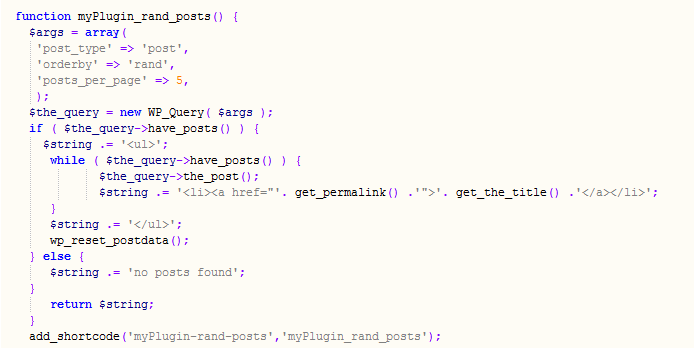 function myPlugin_rand_posts() {
$args = array(
'post_type' => 'post',
'orderby' => 'rand',
'posts_per_page' => 5,
);
$the_query = new WP_Query( $args );
if ( $the_query->have_posts() ) {
$string .= '<ul>';
while ( $the_query->have_posts() ) {
$the_query->the_post();
$string .= '<li><a href="'. get_permalink() .'">'. get_the_title() .'</a></li>';
}
$string .= '</ul>';
wp_reset_postdata();
} else {
$string .= 'no posts found';
}
return $string;
}
add_shortcode('myPlugin-rand-posts','myPlugin_rand_posts');